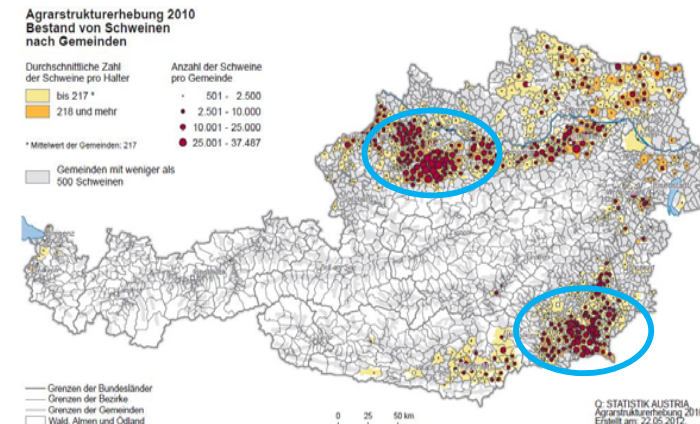 Agrarstrukturerhebung 2010
Bestand von Schweinen
nach Gemeinden
Durchschnittliche Zahl
der Schweine pro Halter
bis 217 *
218 und mehr
* Mittelwert der Gemeinden: 217
Gemeinden mit weniger als
500 Schweinen
Anzahl der Schweine
pro Gemeinde
501 - 2.500
2.501 - 10.000
10.001 - 25.000
25.001 - 37.487
Grenzen der Bundesländer
Grenzen der Bezirke
Grenzen der Gemeinden
Wald, Almen und Ödland
0 25 50 km
Q: STATISTIK AUSTRIA,
Agrarstrukturerhebung 2010
Erstellt am: 22.05.2012.